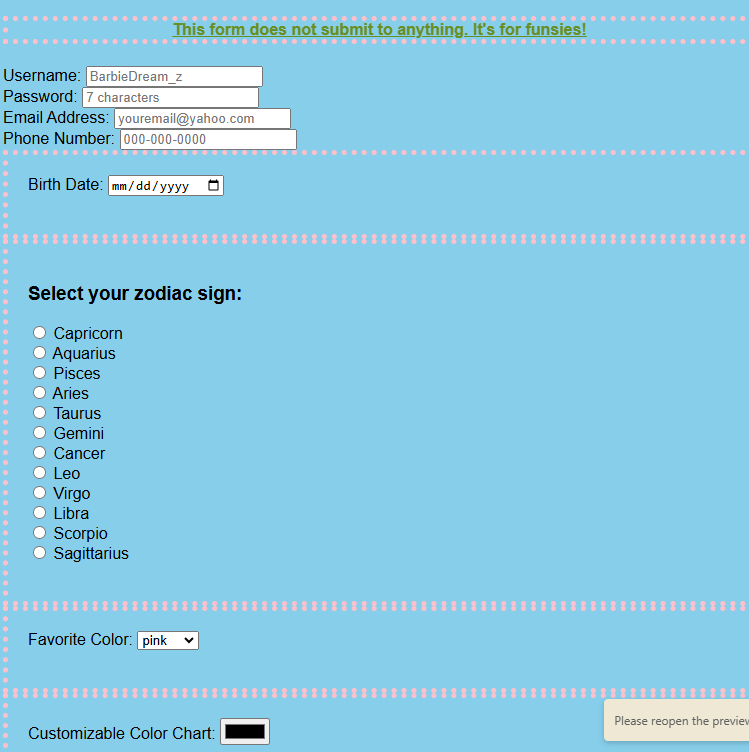 This form does not submit to anything. It's for funsies!
Username: BarbieDream_z
Password: 7 characters
Email Address: youremail@yahoo.com
Phone Number: 000-000-0000
Birth Date: mm/dd/yyyy
Select your zodiac sign:
Capricorn
Aquarius
Pisces
Aries
Taurus
Gemini
Cancer
Leo
Virgo
Libra
Scorpio
Sagittarius
Favorite Color: pink
Please reopen the preview
Customizable Color Chart: